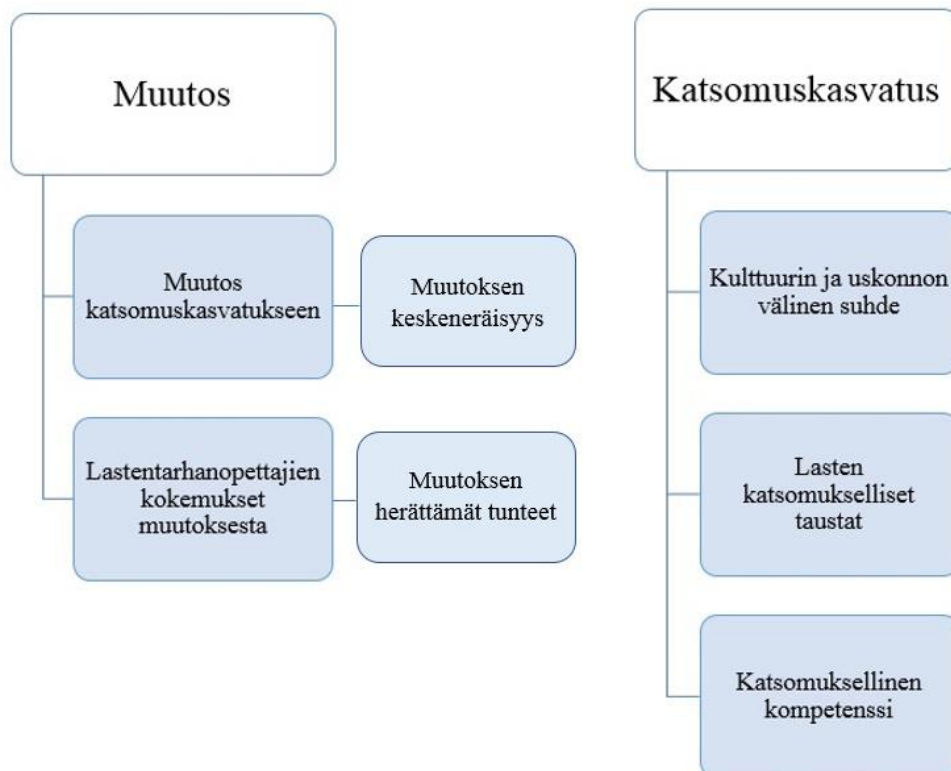 Muutos
Muutos
katsomuskasvatukseen
Muutoksen
keskeneräisyys
Lastentarhanopettajien
kokemukset
muutoksesta
Muutoksen
herättämät tunteet
Katsomuskasvatus
Kulttuurin ja uskonnon
välinen suhde
Lasten
katsomukselliset
taustat
Katsomuksellinen
kompetenssi